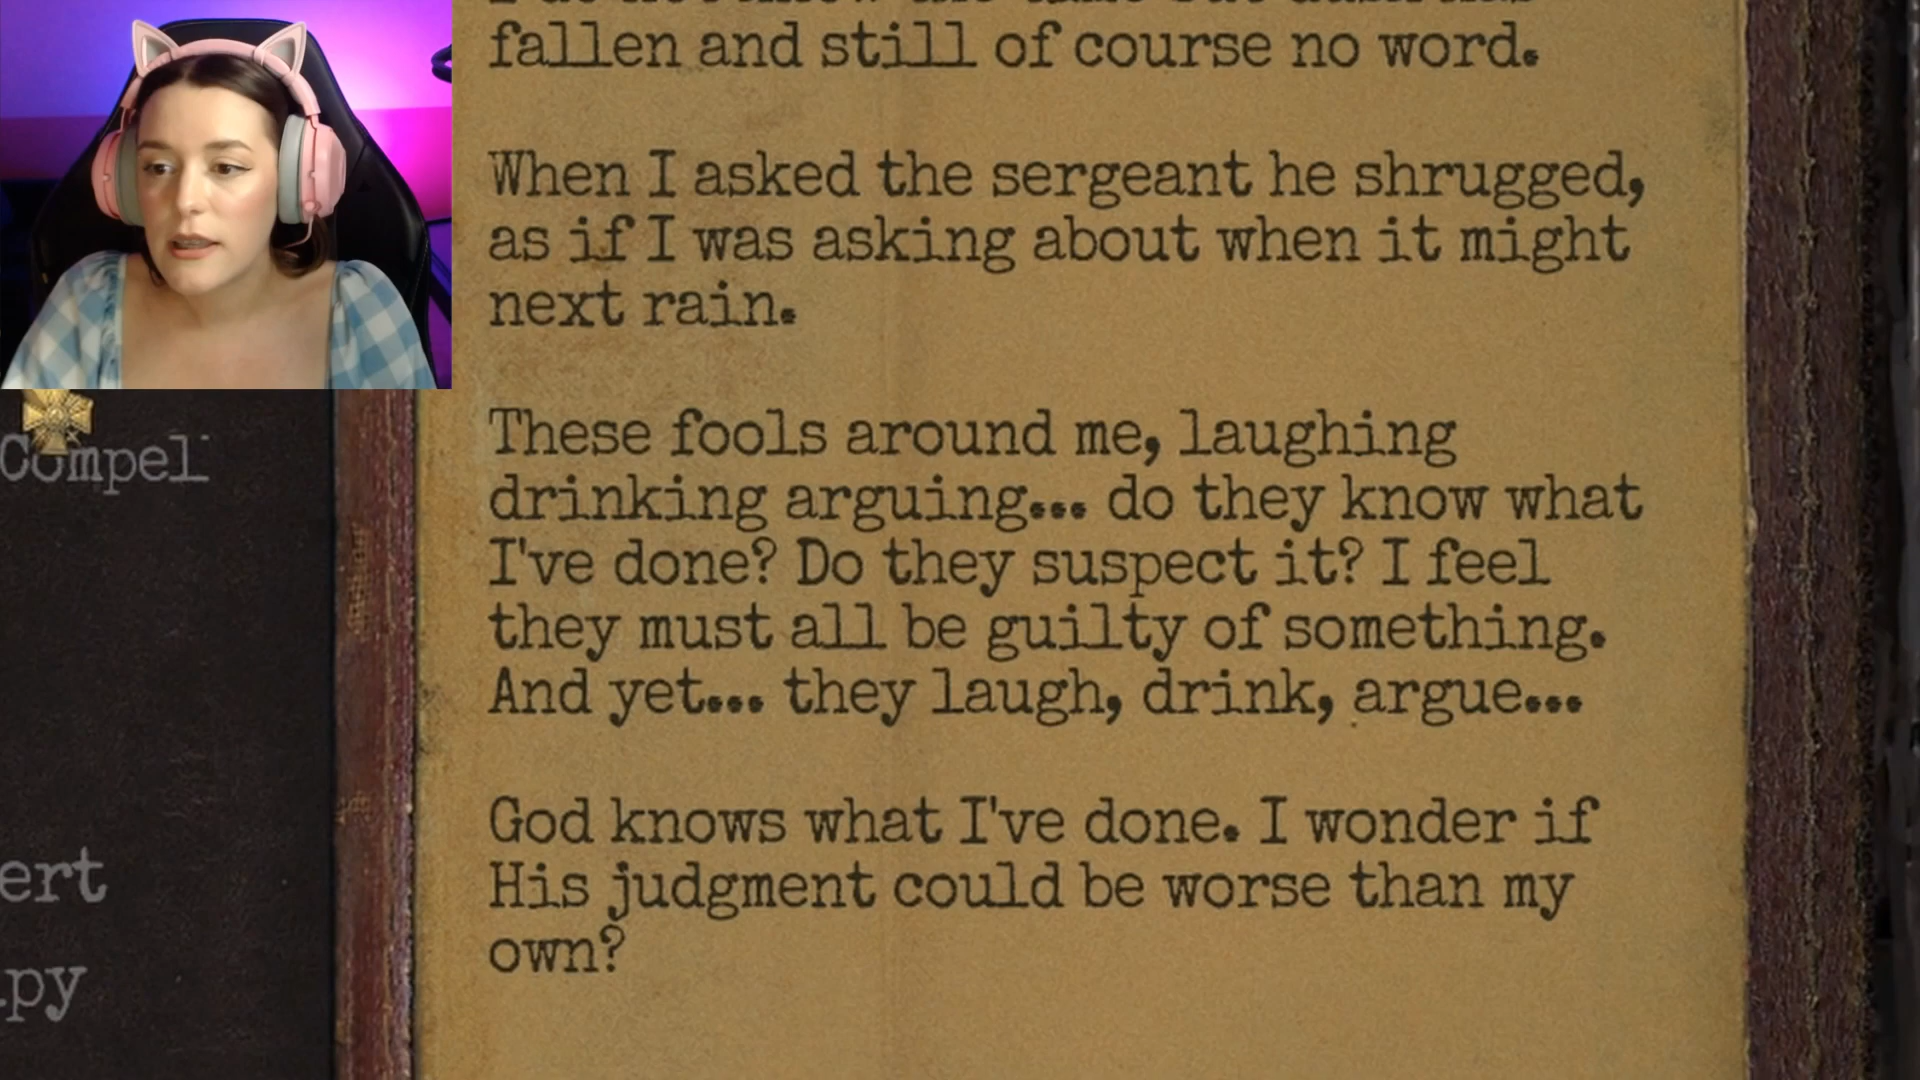 fallen and still of course no word.
When I asked the sergeant he shrugged,
as if I was asking about when it might
next rain.
These fools around me, laughing
drinking arguing... do they know what
I've done? Do they suspect it? I feel
they must all be guilty of something.
And yet... they laugh, drink, argue...
God knows what I've done. I wonder if
His judgment could be worse than my
own?
Compel
ert
py